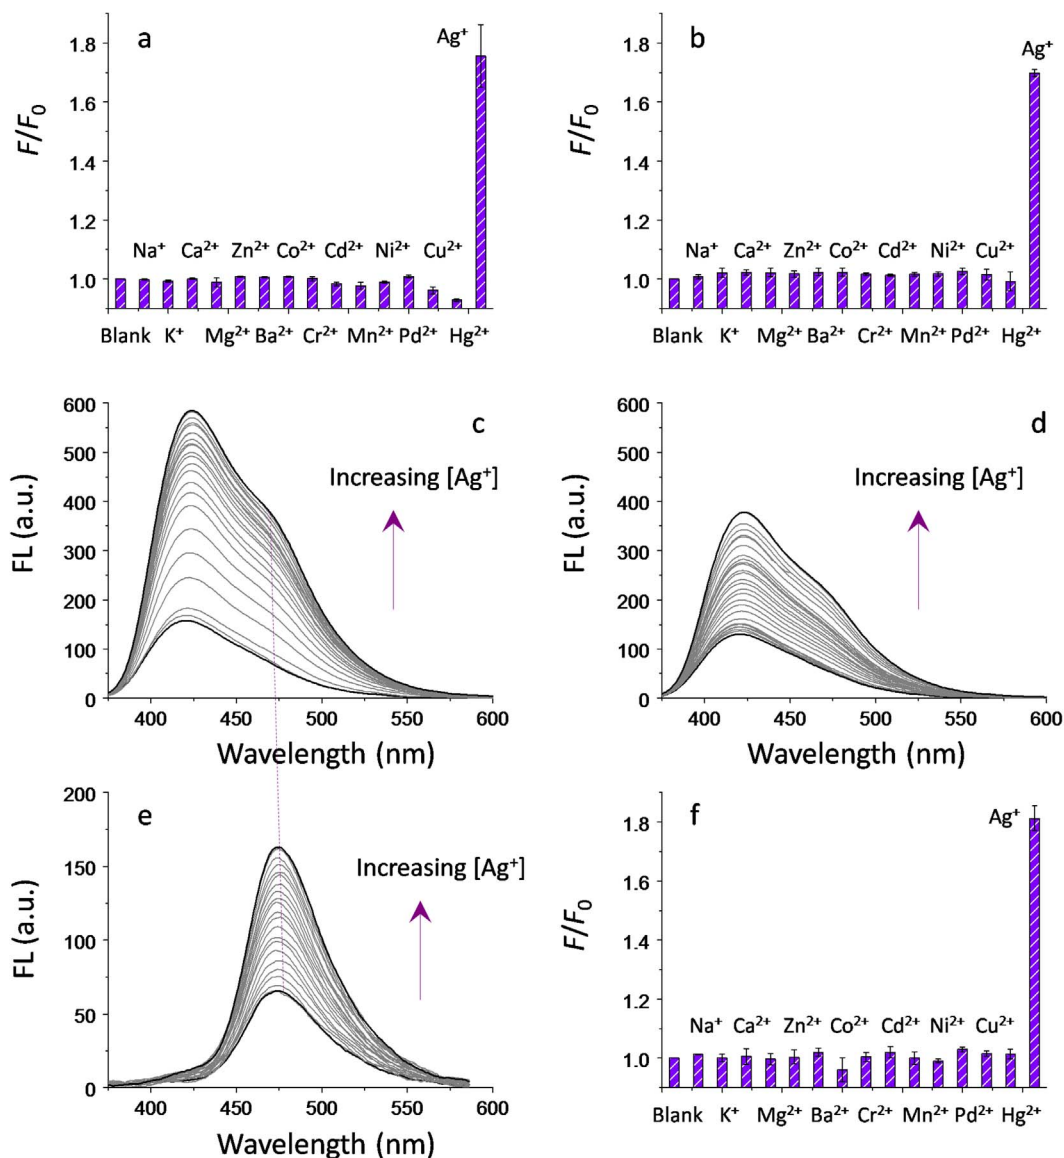 a
F/F₀
1.8
1.6
1.4
1.2
1.0
Ag⁺
Na⁺ Ca²⁺ Zn²⁺ Co²⁺ Cd²⁺ Ni²⁺ Cu²⁺
Blank K⁺ Mg²⁺ Ba²⁺ Cr²⁺ Mn²⁺ Pd²⁺ Hg²⁺
b
F/F₀
1.8
1.6
1.4
1.2
1.0
Ag⁺
Na⁺ Ca²⁺ Zn²⁺ Co²⁺ Cd²⁺ Ni²⁺ Cu²⁺
Blank K⁺ Mg²⁺ Ba²⁺ Cr²⁺ Mn²⁺ Pd²⁺ Hg²⁺
c
FL (a.u.)
600
500
400
300
200
100
0
Increasing [Ag⁺]
400 450 500 550 600
Wavelength (nm)
d
FL (a.u.)
600
500
400
300
200
100
0
Increasing [Ag⁺]
400 450 500 550 600
Wavelength (nm)
e
FL (a.u.)
200
150
100
50
0
Increasing [Ag⁺]
400 450 500 550 600
Wavelength (nm)
f
F/F₀
1.8
1.6
1.4
1.2
1.0
Ag⁺
Na⁺ Ca²⁺ Zn²⁺ Co²⁺ Cd²⁺ Ni²⁺ Cu²⁺
Blank K⁺ Mg²⁺ Ba²⁺ Cr²⁺ Mn²⁺ Pd²⁺ Hg²⁺